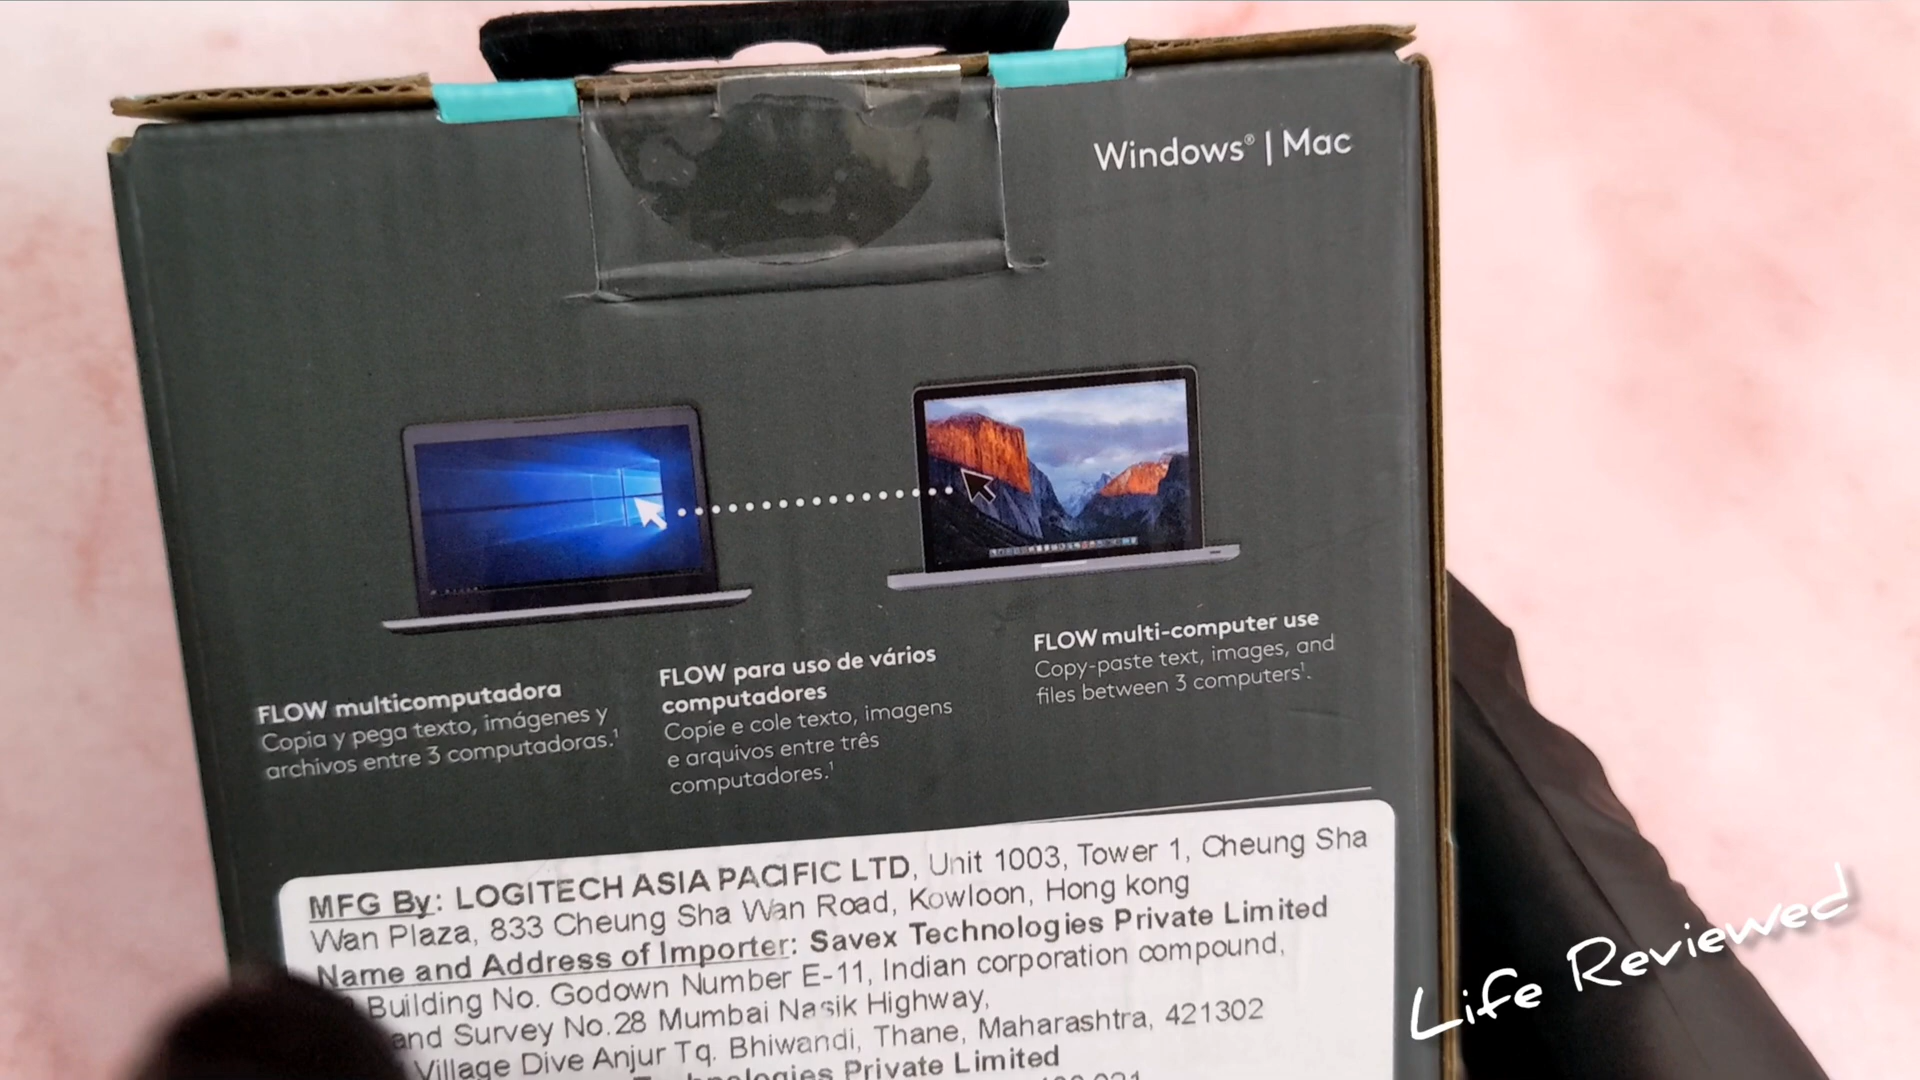 Windows® | Mac
FLOW multicomputadora
Copia y pega texto, imágenes y
archivos entre 3 computadoras.¹
FLOW para uso de vários
computadores
Copie e cole texto, imagens
e arquivos entre três
computadores.¹
FLOW multi-computer use
Copy-paste text, images, and
files between 3 computers¹.
MFG By: LOGITECH ASIA PACIFIC LTD, Unit 1003, Tower 1, Cheung Sha
Wan Plaza, 833 Cheung Sha Wan Road, Kowloon, Hong kong
Name and Address of Importer: Savex Technologies Private Limited
Building No. Godown Number E-11, Indian corporation compound,
and Survey No.28 Mumbai Nasik Highway,
Village Dive Anjur Tq. Bhiwandi, Thane, Maharashtra, 421302
Private Limited
Life Reviewed